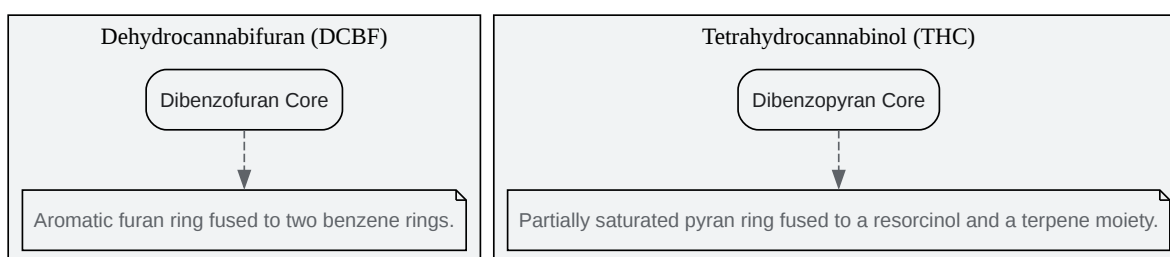 Dehydrocannabifuran (DCBF)
Dibenzofuran Core
Aromatic furan ring fused to two benzene rings.
Tetrahydrocannabinol (THC)
Dibenzopyran Core
Partially saturated pyran ring fused to a resorcinol and a terpene moiety.